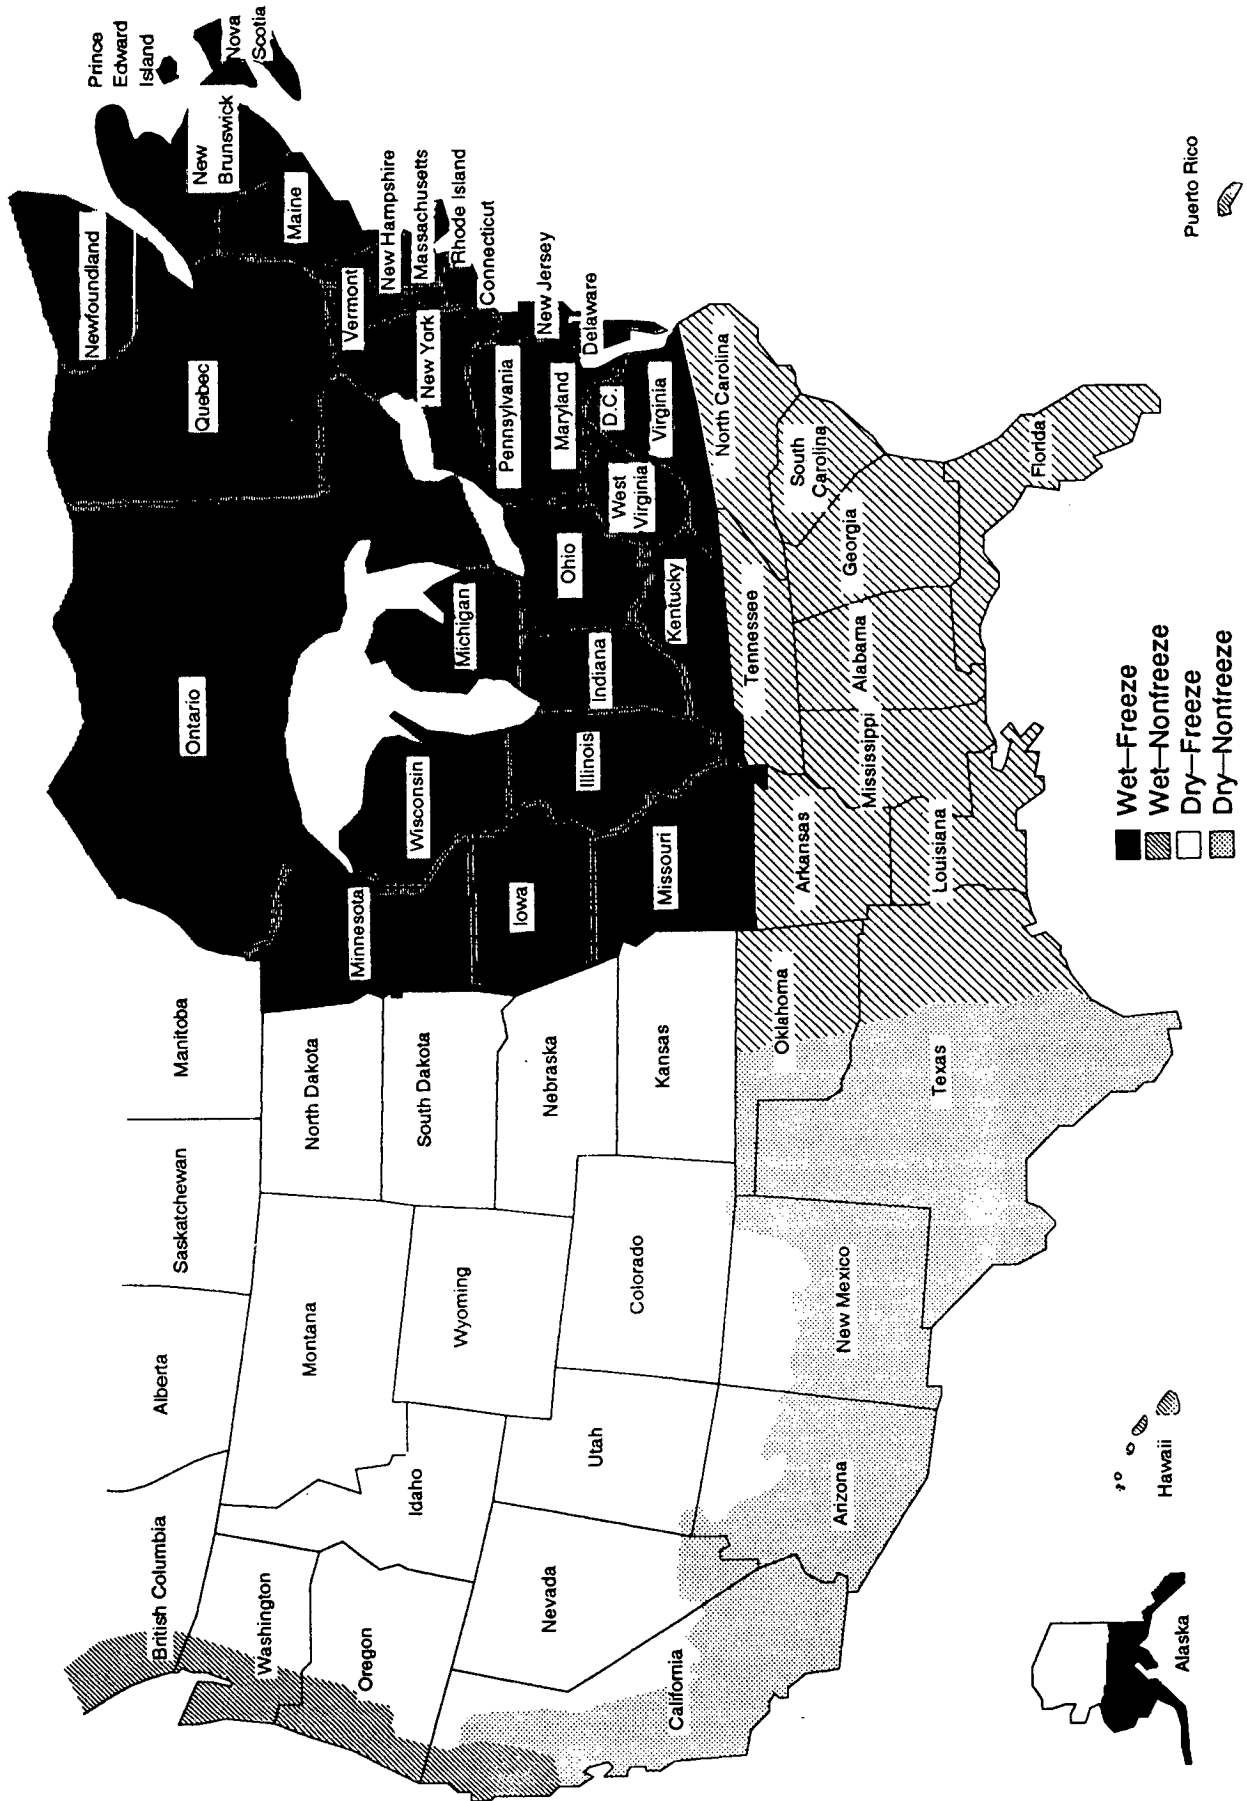 British Columbia
Alberta
Saskatchewan
Manitoba
Ontario
Quebec
Newfoundland
New
Brunswick
Prince
Edward
Island
Nova
Scotia
Washington
Oregon
Idaho
Montana
North Dakota
South Dakota
Minnesota
Wisconsin
Michigan
Vermont
Maine
New Hampshire
Massachusetts
Rhode Island
Connecticut
New York
Pennsylvania
New Jersey
Delaware
Maryland
D.C.
Virginia
West
Virginia
Ohio
Indiana
Illinois
Iowa
Nebraska
Wyoming
Nevada
Utah
Colorado
Kansas
Missouri
Kentucky
California
Arizona
New Mexico
Oklahoma
Texas
Arkansas
Louisiana
Tennessee
Mississippi
Alabama
Georgia
North Carolina
South
Carolina
Florida
Alaska
Hawaii
Puerto Rico
Wet—Freeze
Wet—Nonfreeze
Dry—Freeze
Dry—Nonfreeze